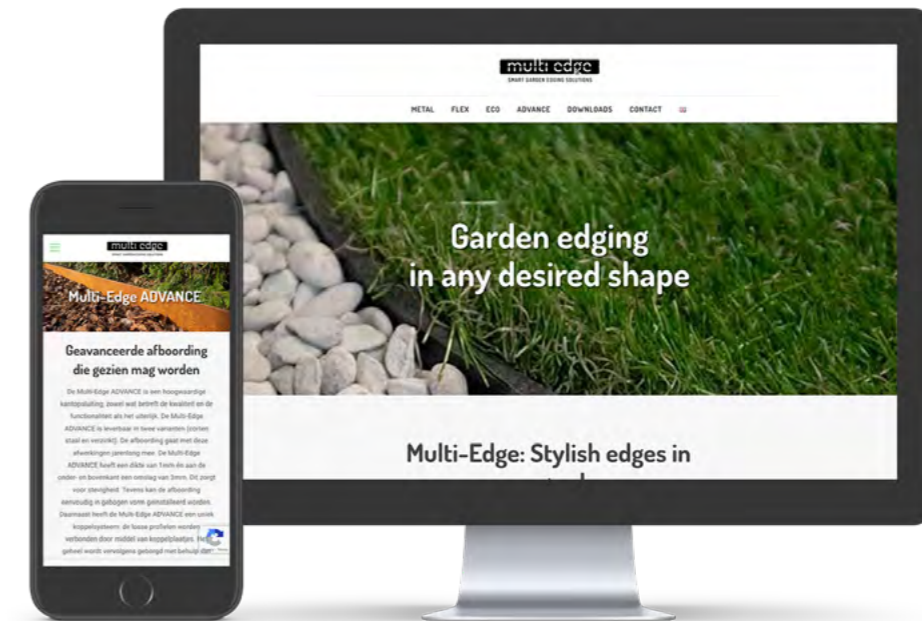 multi edge
SMART GARDEN EDGING SOLUTIONS
METAL FLEX ECO ADVANCE DOWNLOADS CONTACT
Garden edging
in any desired shape
Multi-Edge: Stylish edges in
multi edge
Multi-Edge ADVANCE
Geavanceerde afboording
die gezien mag worden
De Multi-Edge ADVANCE is een hoogwaardige
kantopsluiting, zowel wat betreft de kwaliteit en de
functionaliteit als het uiterlijk. De Multi-Edge
ADVANCE is leverbaar in twee varianten (corten
staal en verzinkt). De afboording gaat met deze
afwerkingen jarenlang mee. De Multi-Edge
ADVANCE heeft een dikte van 1mm én aan de
onder- en bovenkant een omslag van 3mm. Dit zorgt
voor stevigheid. Tevens kan de afboording
eenvoudig in gebogen vorm geïnstalleerd worden.
Daarnaast heeft de Multi-Edge ADVANCE een uniek
koppelsysteem: de losse profielen worden
verbonden door middel van koppelplaatjes. Het
geheel wordt vervolgens geborgd met behulp van